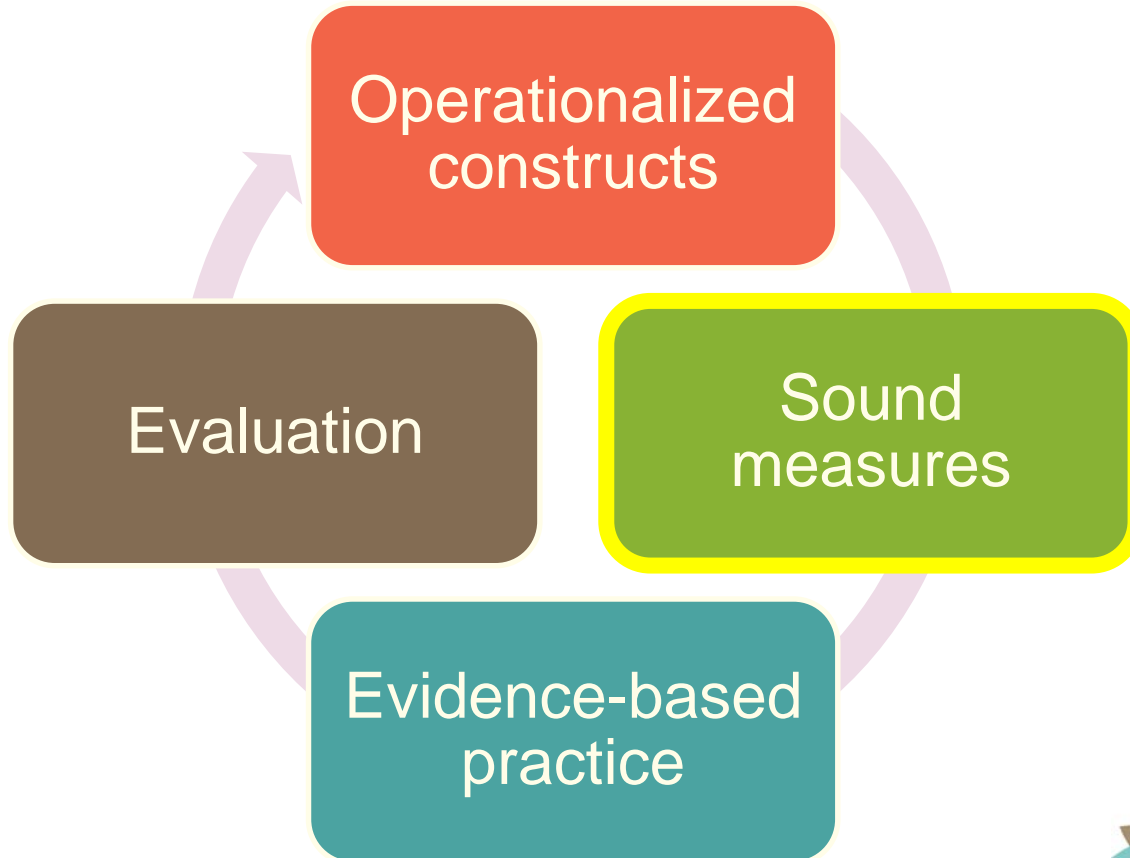 Operationalized
constructs
Sound
measures
Evidence-based
practice
Evaluation